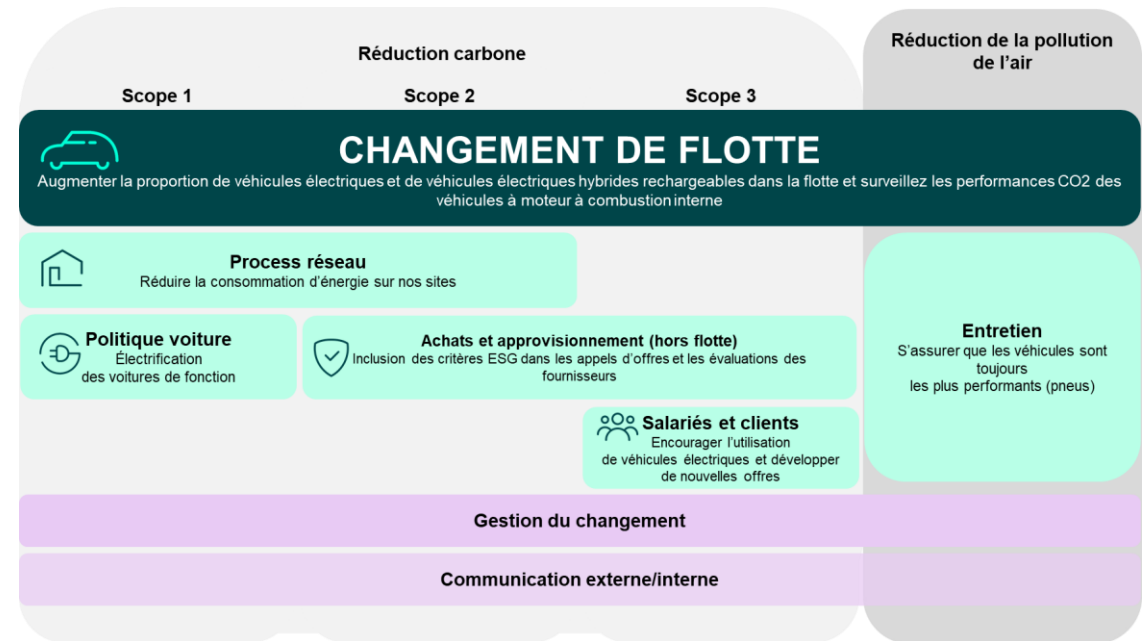 Réduction carbone
Réduction de la pollution
de l'air
Scope 1
Scope 2
Scope 3
CHANGEMENT DE FLOTTE
Augmenter la proportion de véhicules électriques et de véhicules électriques hybrides rechargeables dans la flotte et surveillez les performances CO2 des
véhicules à moteur à combustion interne
Process réseau
Réduire la consommation d'énergie sur nos sites
Politique voiture
Électrification
des voitures de fonction
Achats et approvisionnement (hors flotte)
Inclusion des critères ESG dans les appels d'offres et les évaluations des
fournisseurs
Entretien
S'assurer que les véhicules sont
toujours
les plus performants (pneus)
Salariés et clients
Encourager l'utilisation
de véhicules électriques et développer
de nouvelles offres
Gestion du changement
Communication externe/interne